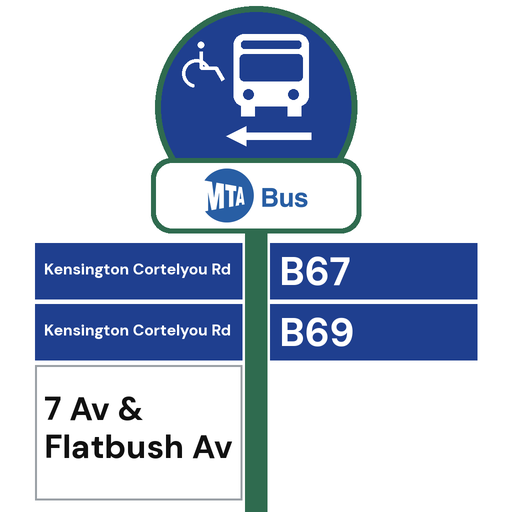 MTA Bus
Kensington Cortelyou Rd B67
Kensington Cortelyou Rd B69
7 Av &
Flatbush Av